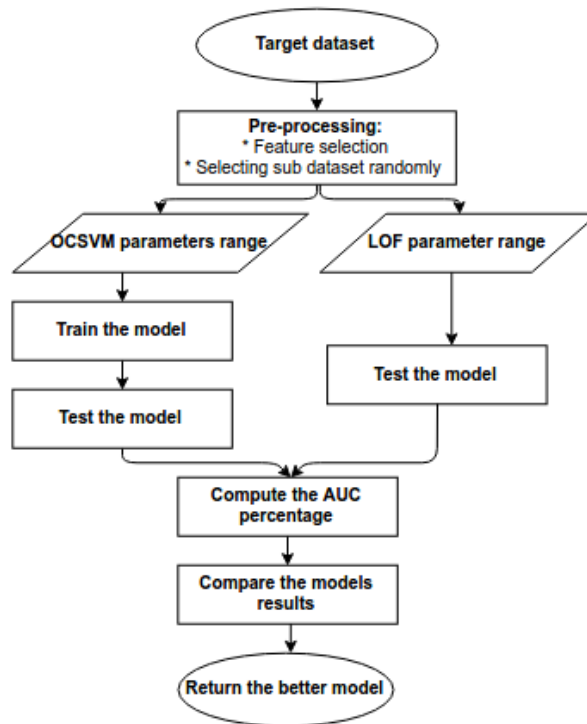 Target dataset
Pre-processing:
* Feature selection
* Selecting sub dataset randomly
OCSVM parameters range
LOF parameter range
Train the model
Test the model
Test the model
Compute the AUC
percentage
Compare the models
results
Return the better model